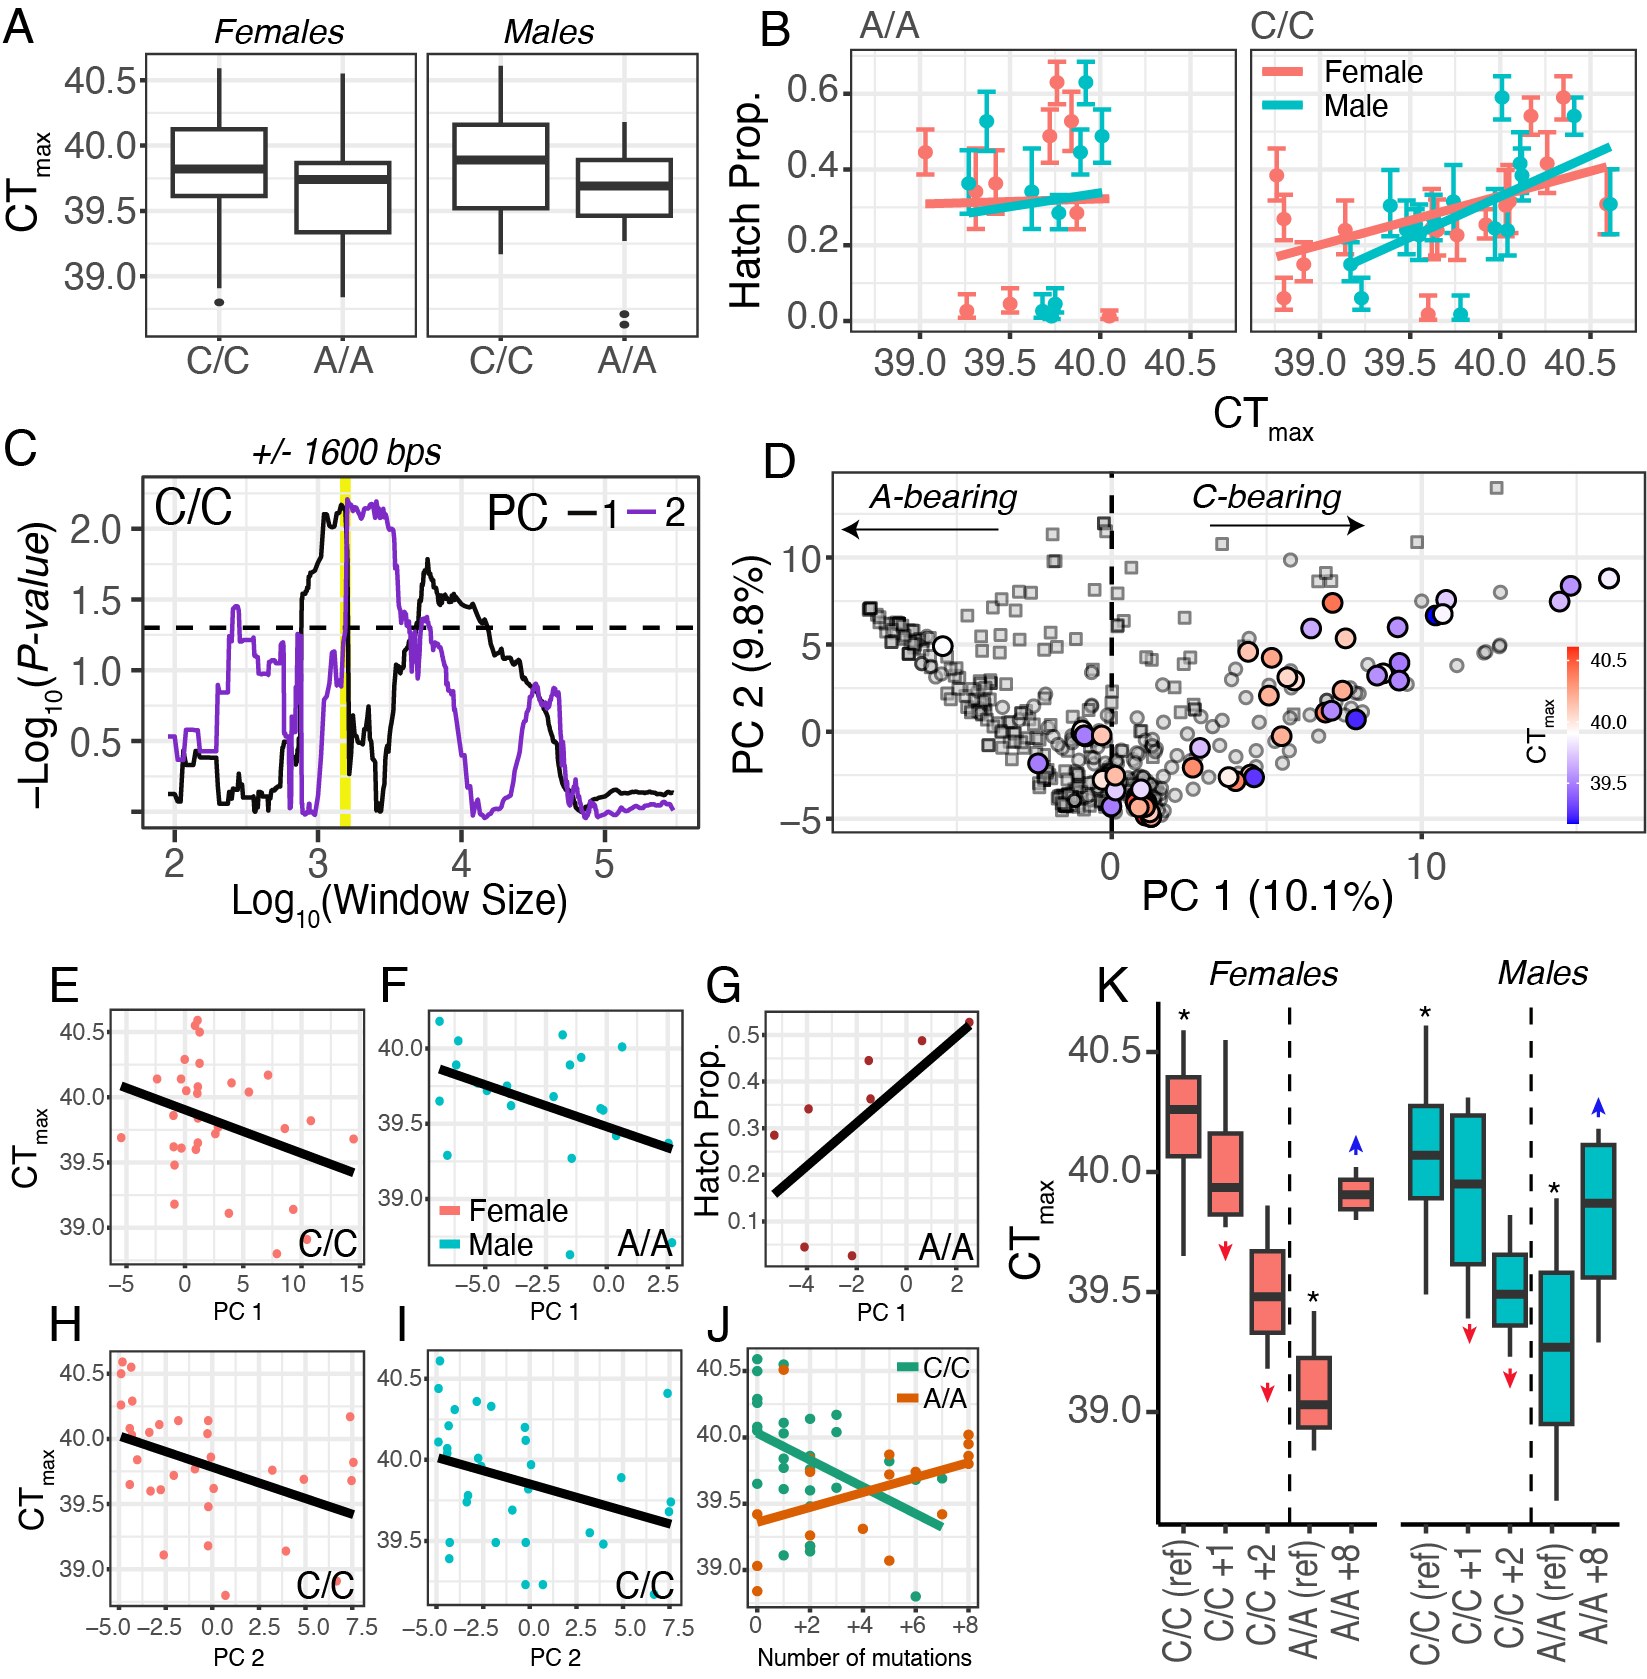 A
Females
Males
CTmax
40.5
40.0
39.5
39.0
C/C
A/A
C/C
A/A
B
A/A
C/C
Hatch Prop.
0.6
0.4
0.2
0.0
Female
Male
39.0 39.5 40.0 40.5
39.0 39.5 40.0 40.5
CTmax
C
+/- 1600 bps
C/C
PC 1 2
–Log10(P-value)
2.0
1.5
1.0
0.5
2 3 4 5
Log10(Window Size)
D
A-bearing
C-bearing
PC 2 (9.8%)
10
5
0
−5
CTmax
40.5
40.0
39.5
0 10
PC 1 (10.1%)
E
CTmax
40.5
40.0
39.5
39.0
C/C
−5 0 5 10 15
PC 1
F
40.0
39.5
39.0
Female
Male
A/A
−5.0 −2.5 0.0 2.5
PC 1
G
Hatch Prop.
0.5
0.4
0.3
0.2
0.1
A/A
−4 −2 0 2
PC 1
H
CTmax
40.5
40.0
39.5
39.0
C/C
−5.0 −2.5 0.0 2.5 5.0 7.5
PC 2
I
40.5
40.0
39.5
C/C
−5.0 −2.5 0.0 2.5 5.0 7.5
PC 2
J
40.5
40.0
39.5
39.0
C/C
A/A
0 +2 +4 +6 +8
Number of mutations
K
Females
Males
CTmax
40.5
40.0
39.5
39.0
*
*
*
*
C/C (ref)
C/C +1
C/C +2
A/A (ref)
A/A +8
C/C (ref)
C/C +1
C/C +2
A/A (ref)
A/A +8